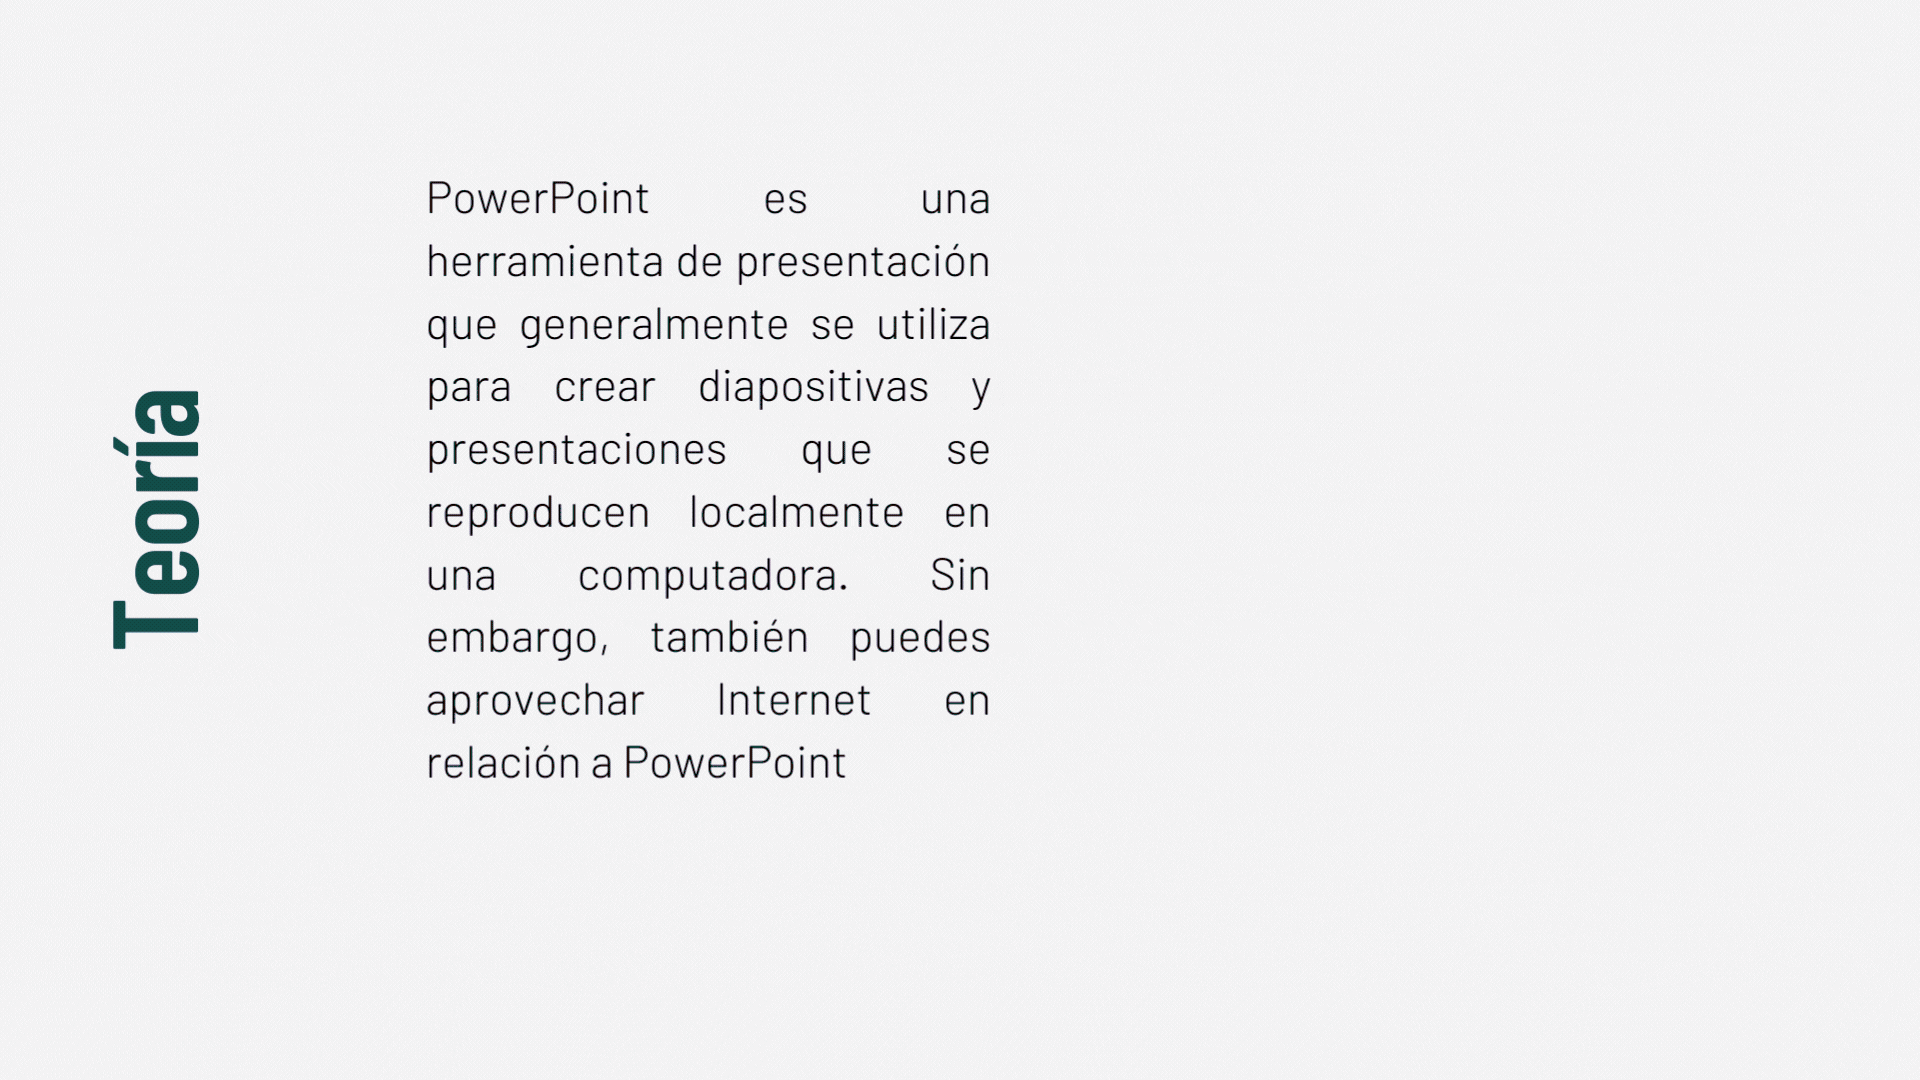 Teoría
PowerPoint es una
herramienta de presentación
que generalmente se utiliza
para crear diapositivas y
presentaciones que se
reproducen localmente en
una computadora. Sin
embargo, también puedes
aprovechar Internet en
relación a PowerPoint